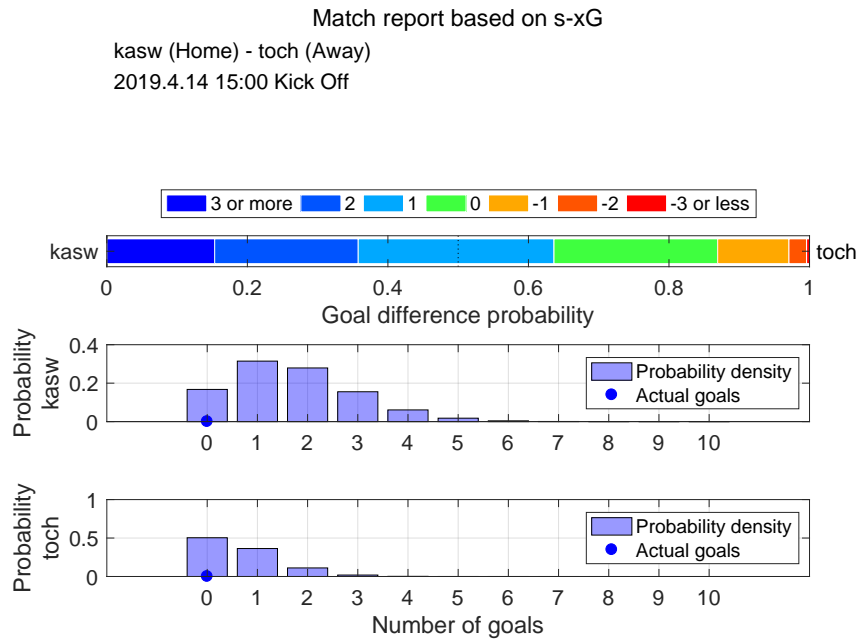 Match report based on s-xG
kasw (Home) - toch (Away)
2019.4.14 15:00 Kick Off
3 or more 2 1 0 -1 -2 -3 or less
kasw toch
0 0.2 0.4 0.6 0.8 1
Goal difference probability
Probability
kasw
0.4
0.2
0
Probability density
Actual goals
0 1 2 3 4 5 6 7 8 9 10
Probability
toch
1
0.5
0
Probability density
Actual goals
0 1 2 3 4 5 6 7 8 9 10
Number of goals